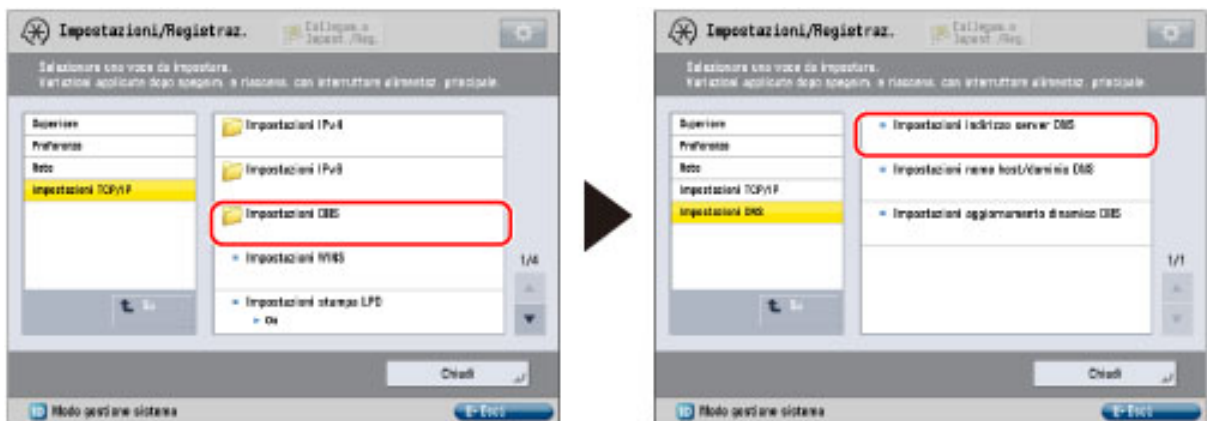 Impostazioni/Registraz.
Collegam.a
Impost./Reg.
Selezionare una voce da impostare.
Variazioni applicate dopo spegnim. e riaccens. con interruttore alimentaz. principale.
Superiore
Preferenze
Rete
Impostazioni TCP/IP
Impostazioni IPv4
Impostazioni IPv6
Impostazioni DNS
Impostazioni WINS
Impostazioni stampa LPD
On
1/4
Su
Chiudi
Modo gestione sistema
Esci
Impostazioni/Registraz.
Collegam.a
Impost./Reg.
Selezionare una voce da impostare.
Variazioni applicate dopo spegnim. e riaccens. con interruttore alimentaz. principale.
Superiore
Preferenze
Rete
Impostazioni TCP/IP
Impostazioni DNS
Impostazioni indirizzo server DNS
Impostazioni nome host/dominio DNS
Impostazioni aggiornamento dinamico DNS
1/1
Su
Chiudi
Modo gestione sistema
Esci